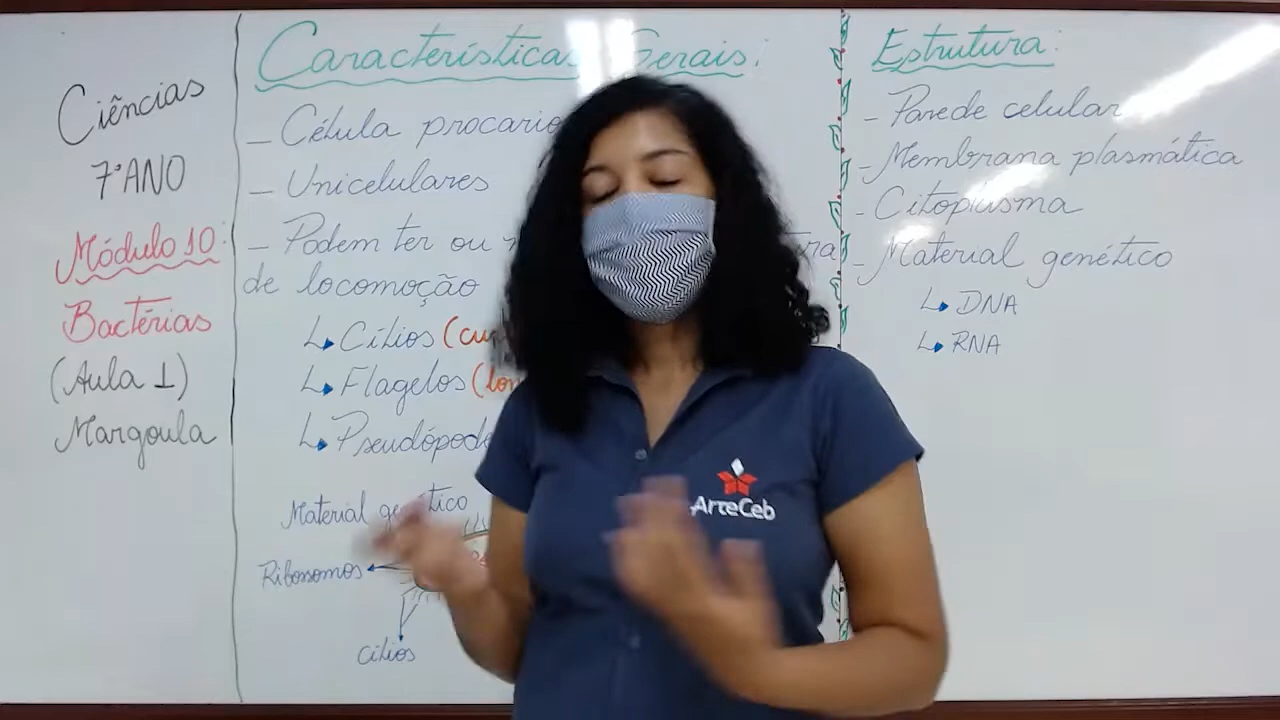 Ciências
7° ANO
Módulo 10:
Bactérias
(Aula 1)
Margoula
Características Gerais:
- Célula
- Unicelulares
- Podem ter ou
de locomoção
↳ Cílios
↳ Flagelos
↳
Material genético
Ribossomos
Cílios
Estrutura:
- Parede celular
- Membrana plasmática
- Citoplasma
- Material genético
↳ DNA
↳ RNA
ArteCeb